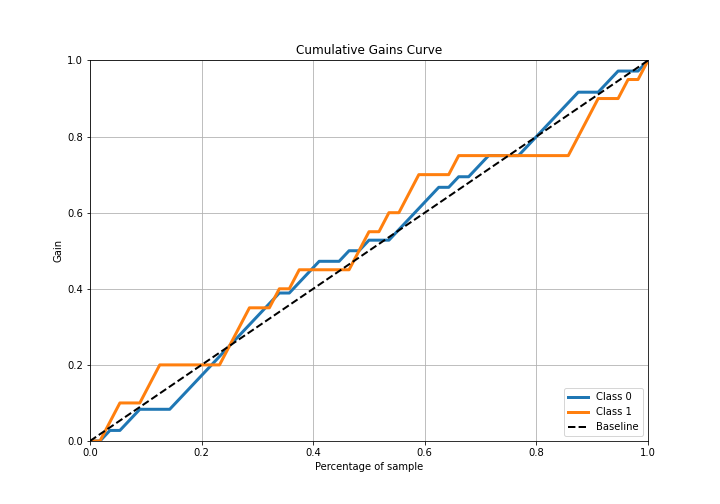 Cumulative Gains Curve
1.0
0.8
0.6
0.4
0.2
0.0
Gain
0.0 0.2 0.4 0.6 0.8 1.0
Percentage of sample
Class 0
Class 1
Baseline